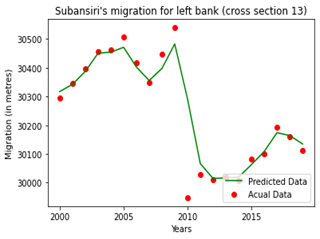 Subansiri's migration for left bank (cross section 13)
30500
30400
30300
30200
30100
30000
Migration (in metres)
2000
2005
2010
2015
Years
Predicted Data
Acual Data